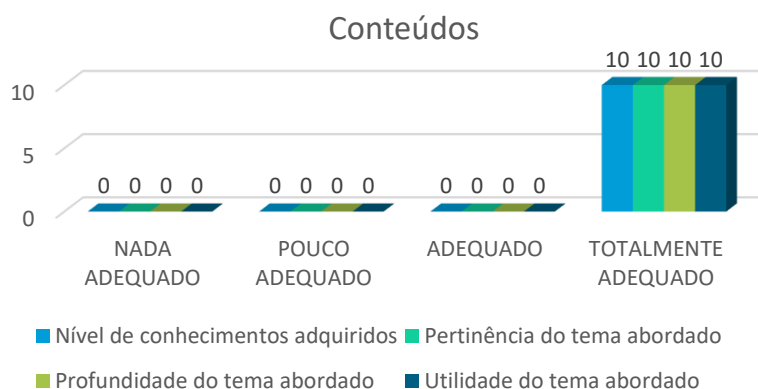 Conteúdos
10 10 10 10
10
5
0 0 0 0 0 0 0 0 0 0 0 0
0
NADA ADEQUADO
POUCO ADEQUADO
ADEQUADO
TOTALMENTE ADEQUADO
Nível de conhecimentos adquiridos
Pertinência do tema abordado
Profundidade do tema abordado
Utilidade do tema abordado